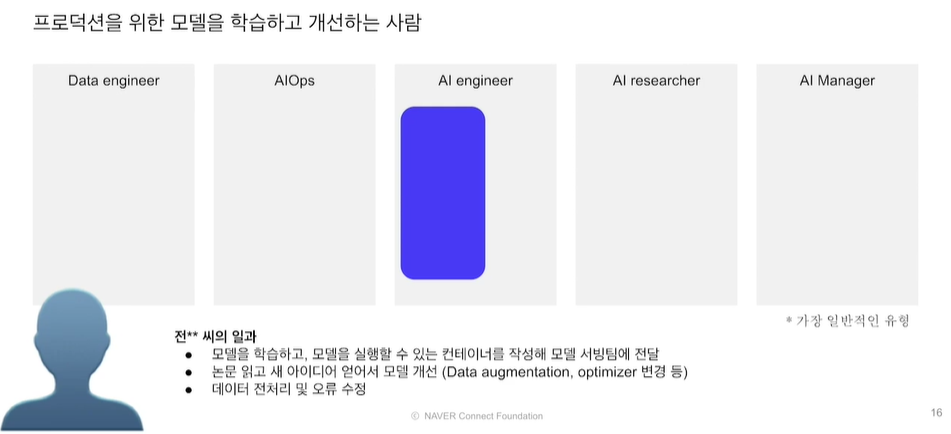 프로덕션을 위한 모델을 학습하고 개선하는 사람
Data engineer
AIOps
AI engineer
AI researcher
AI Manager
* 가장 일반적인 유형
전** 씨의 일과
● 모델을 학습하고, 모델을 실행할 수 있는 컨테이너를 작성해 모델 서빙팀에 전달
● 논문 읽고 새 아이디어 얻어서 모델 개선 (Data augmentation, optimizer 변경 등)
● 데이터 전처리 및 오류 수정
ⓒ NAVER Connect Foundation
16